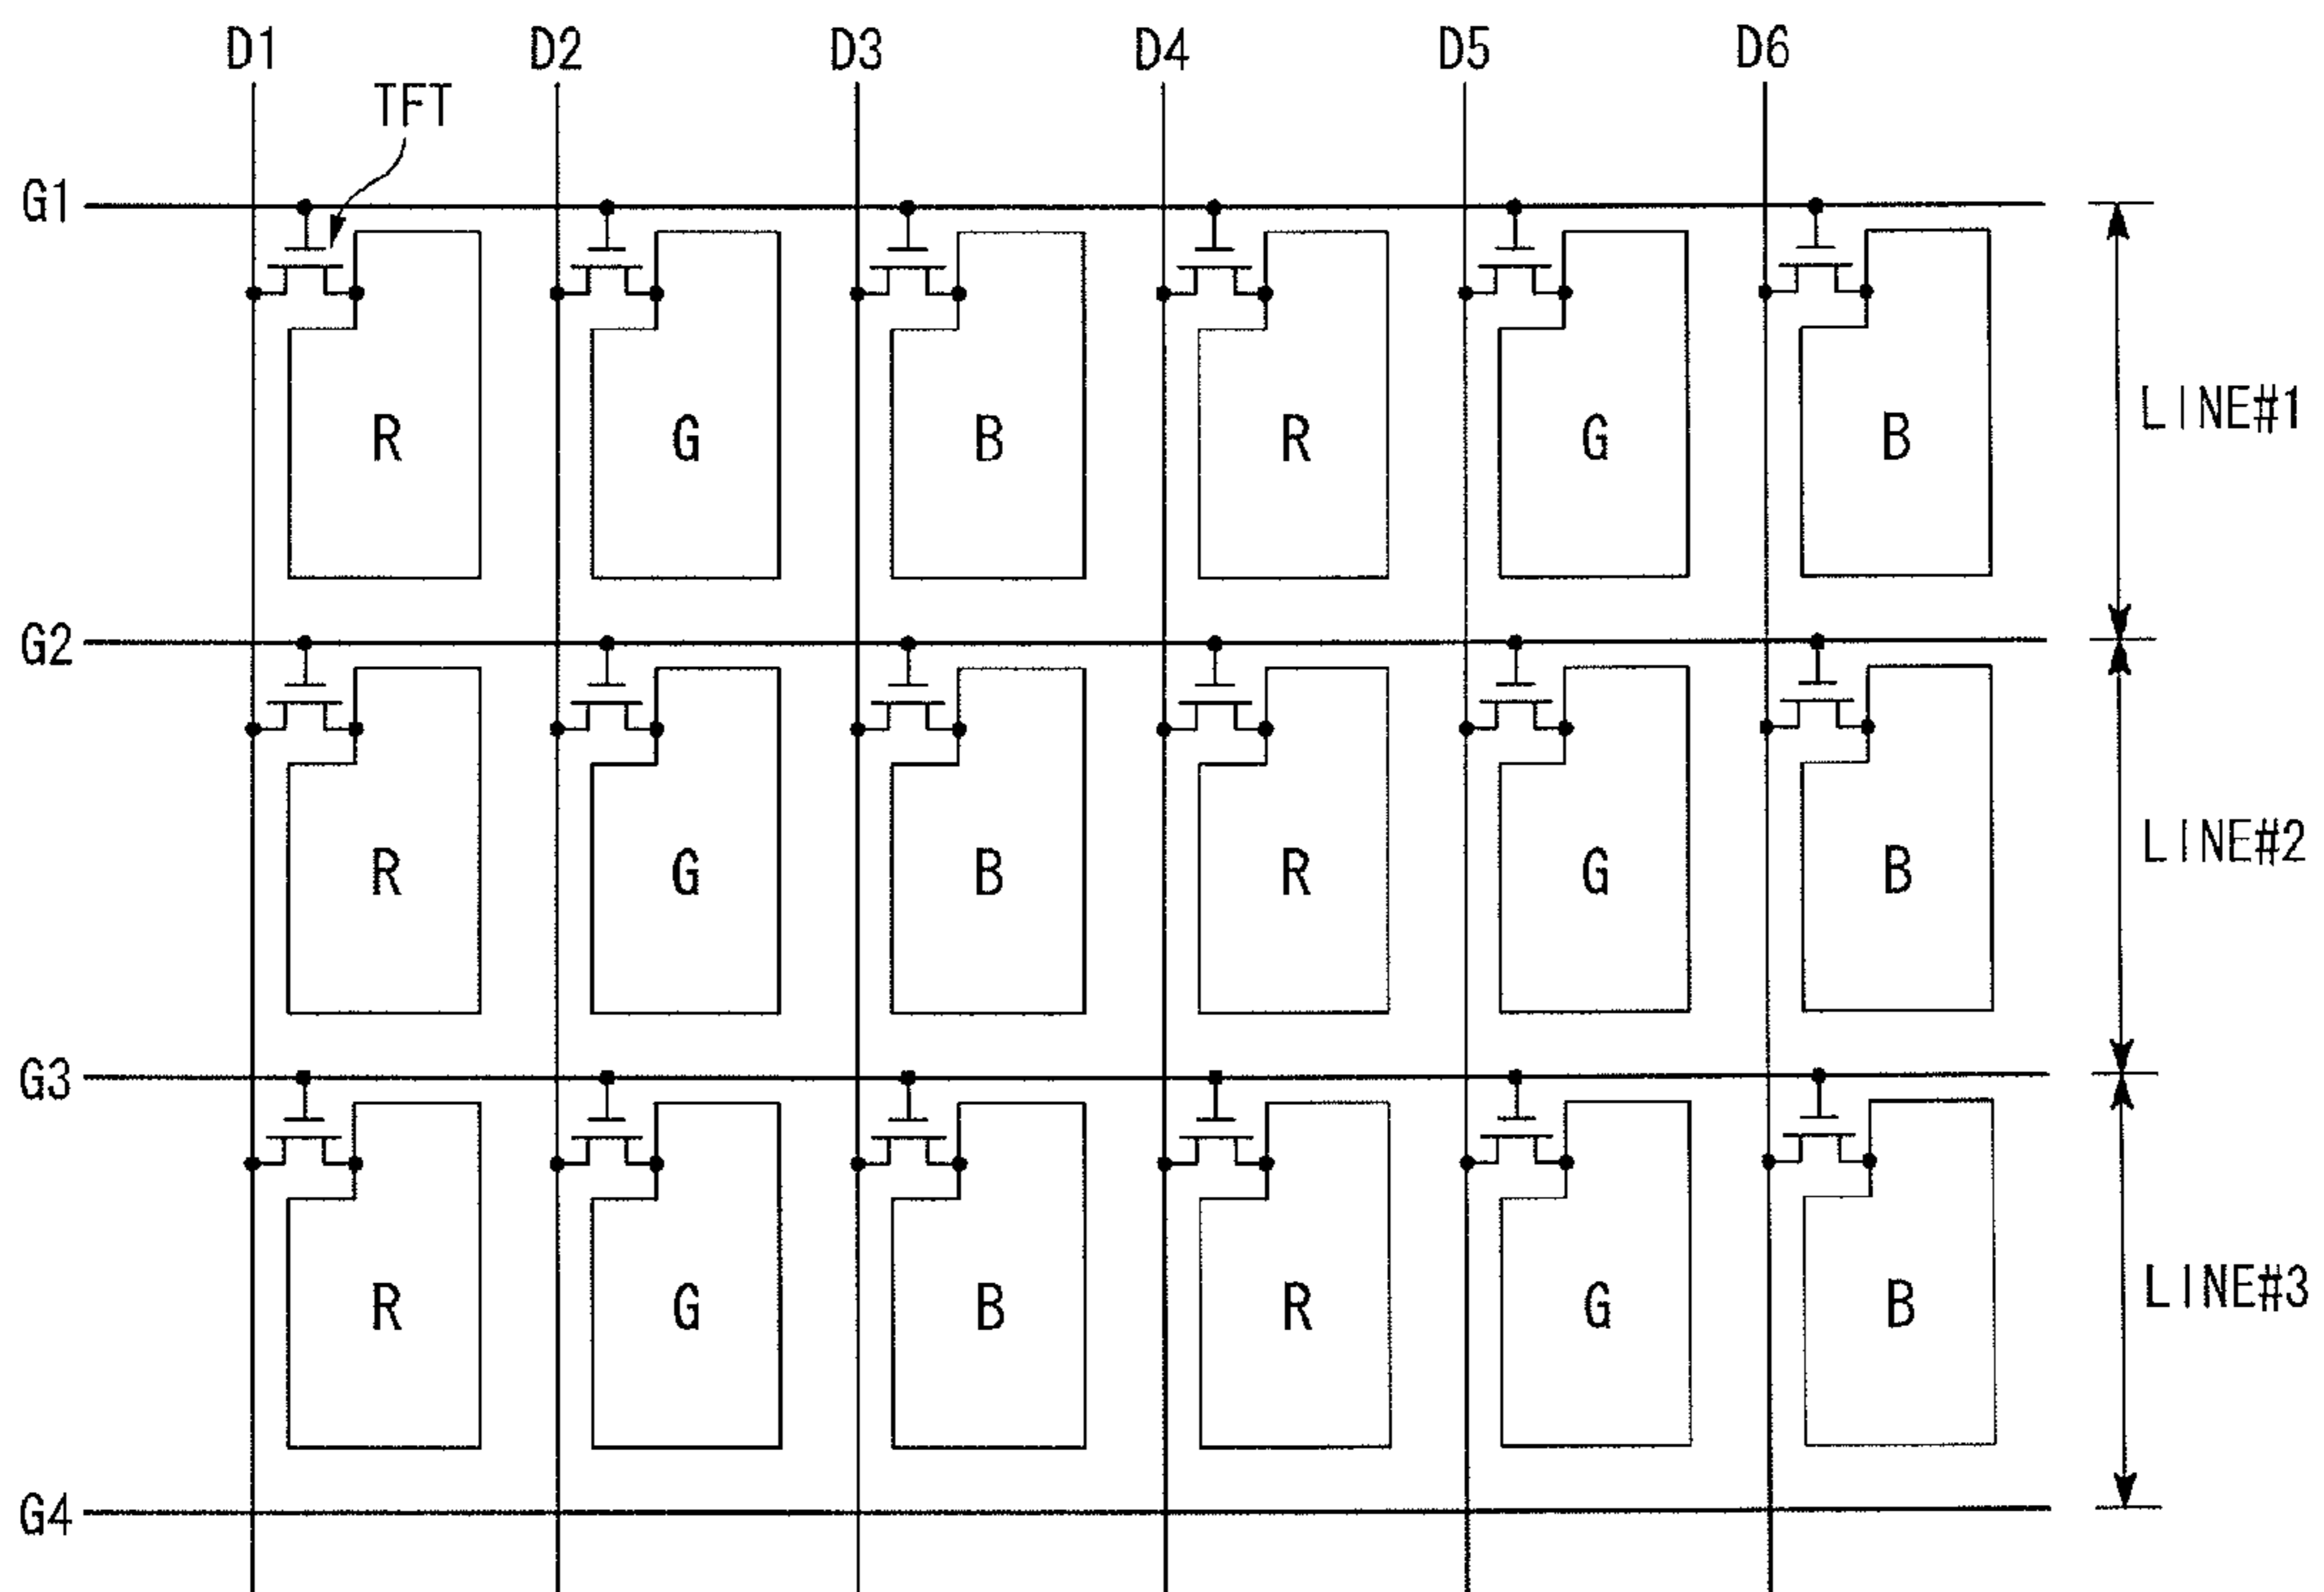 D1 D2 D3 D4 D5 D6
TFT
G1
R G B R G B
LINE#1
G2
R G B R G B
LINE#2
G3
R G B R G B
LINE#3
G4